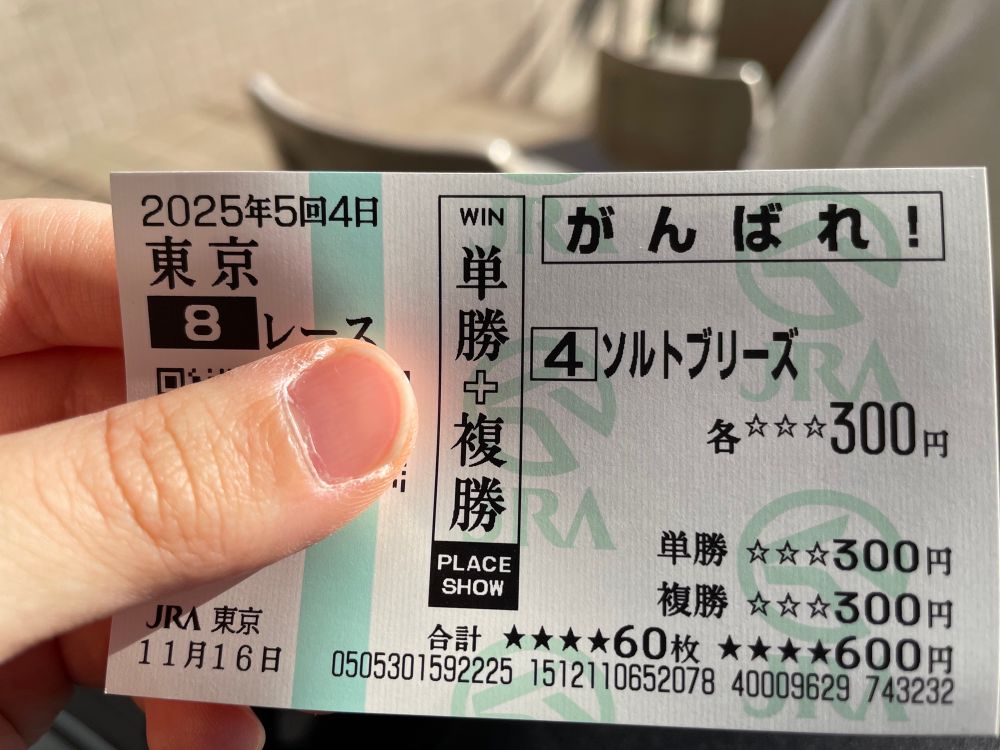 2025年5回4日
東京
8 レース
WIN
単勝+複勝
PLACE
SHOW
がんばれ!
4 ソルトブリーズ
各☆☆☆300円
単勝 ☆☆☆300円
複勝 ☆☆☆300円
合計 ★★★★60枚 ★★★★600円
JRA 東京
11月16日
0505301592225 1512110652078 40009629 743232
JRA
JRA
JRA